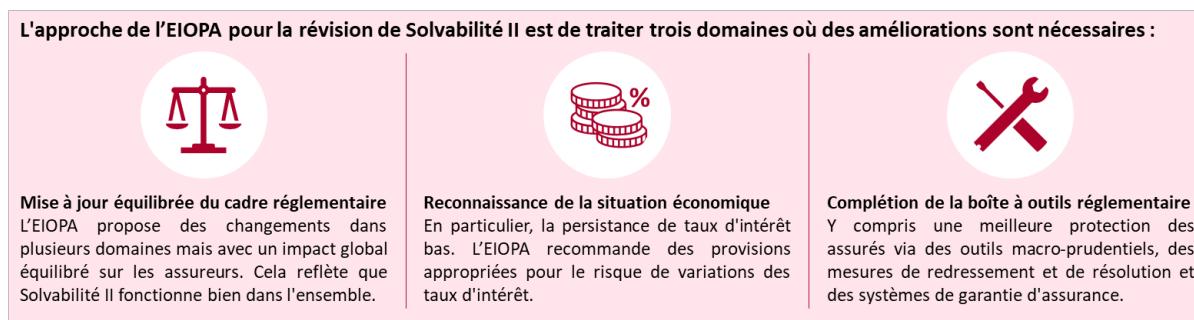 L'approche de l’EIOPA pour la révision de Solvabilité II est de traiter trois domaines où des améliorations sont nécessaires :
%
Mise à jour équilibrée du cadre réglementaire
L’EIOPA propose des changements dans
plusieurs domaines mais avec un impact global
équilibré sur les assureurs. Cela reflète que
Solvabilité II fonctionne bien dans l'ensemble.
Reconnaissance de la situation économique
En particulier, la persistance de taux d'intérêt
bas. L’EIOPA recommande des provisions
appropriées pour le risque de variations des
taux d'intérêt.
Complétion de la boîte à outils réglementaire
Y compris une meilleure protection des
assurés via des outils macro-prudentiels, des
mesures de redressement et de résolution et
des systèmes de garantie d'assurance.